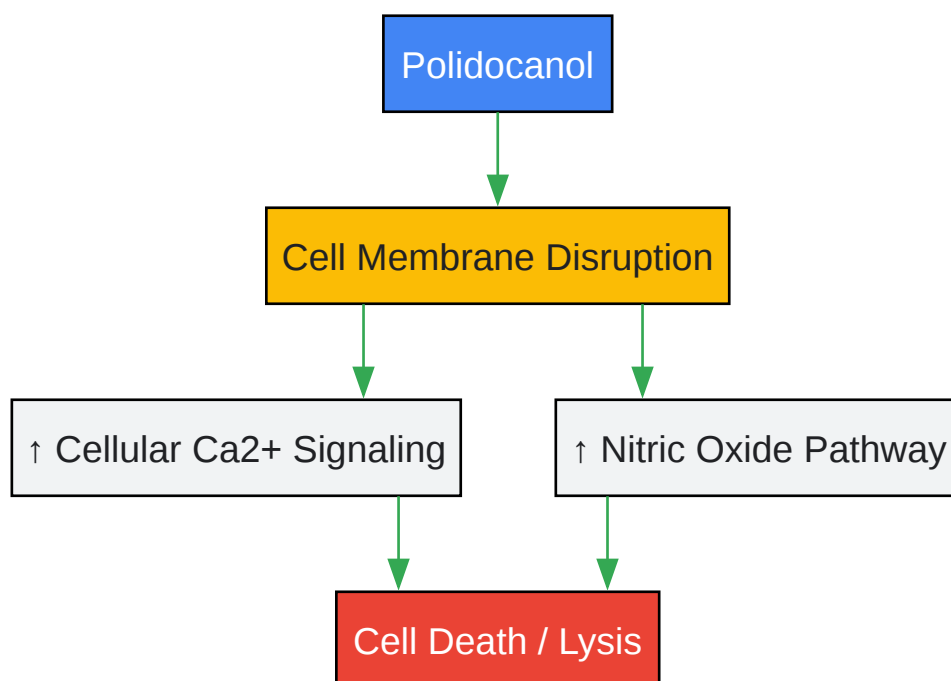 Polidocanol
Cell Membrane Disruption
↑ Cellular Ca2+ Signaling
↑ Nitric Oxide Pathway
Cell Death / Lysis